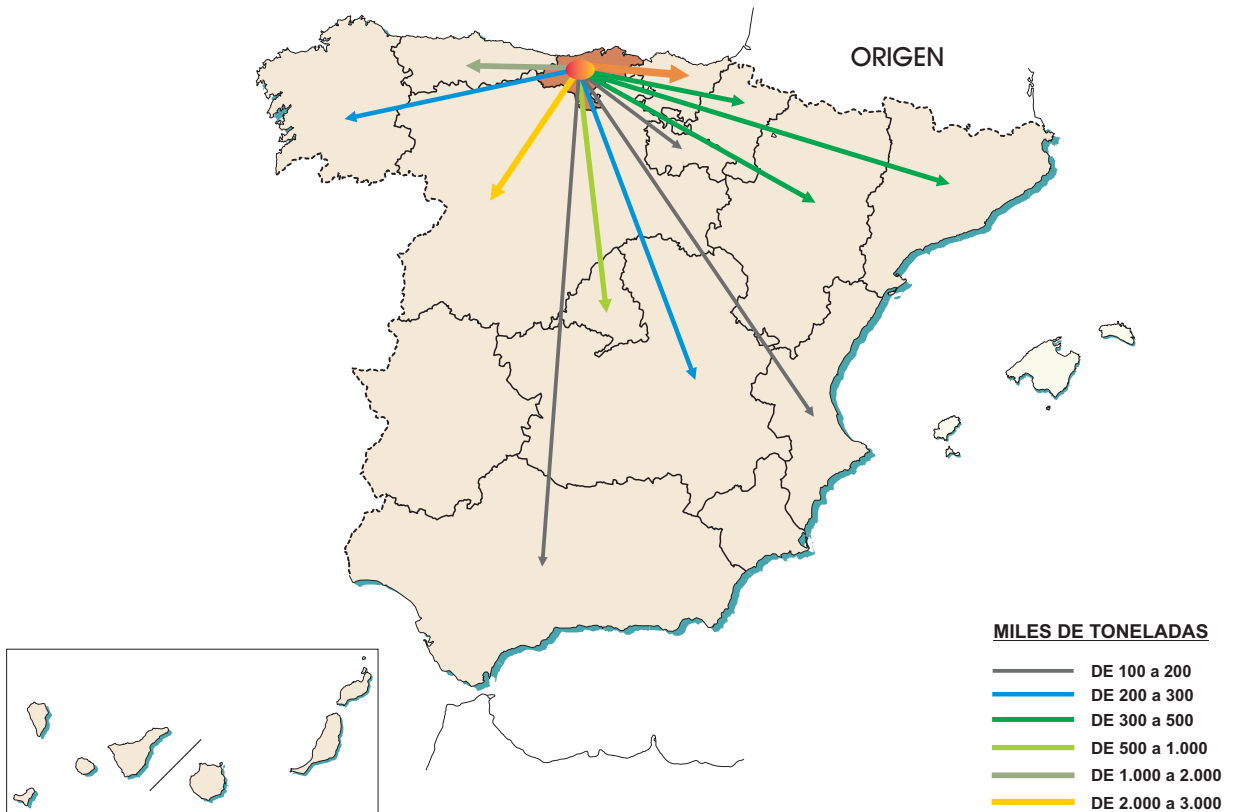 ORIGEN
MILES DE TONELADAS
DE 100 a 200
DE 200 a 300
DE 300 a 500
DE 500 a 1.000
DE 1.000 a 2.000
DE 2.000 a 3.000